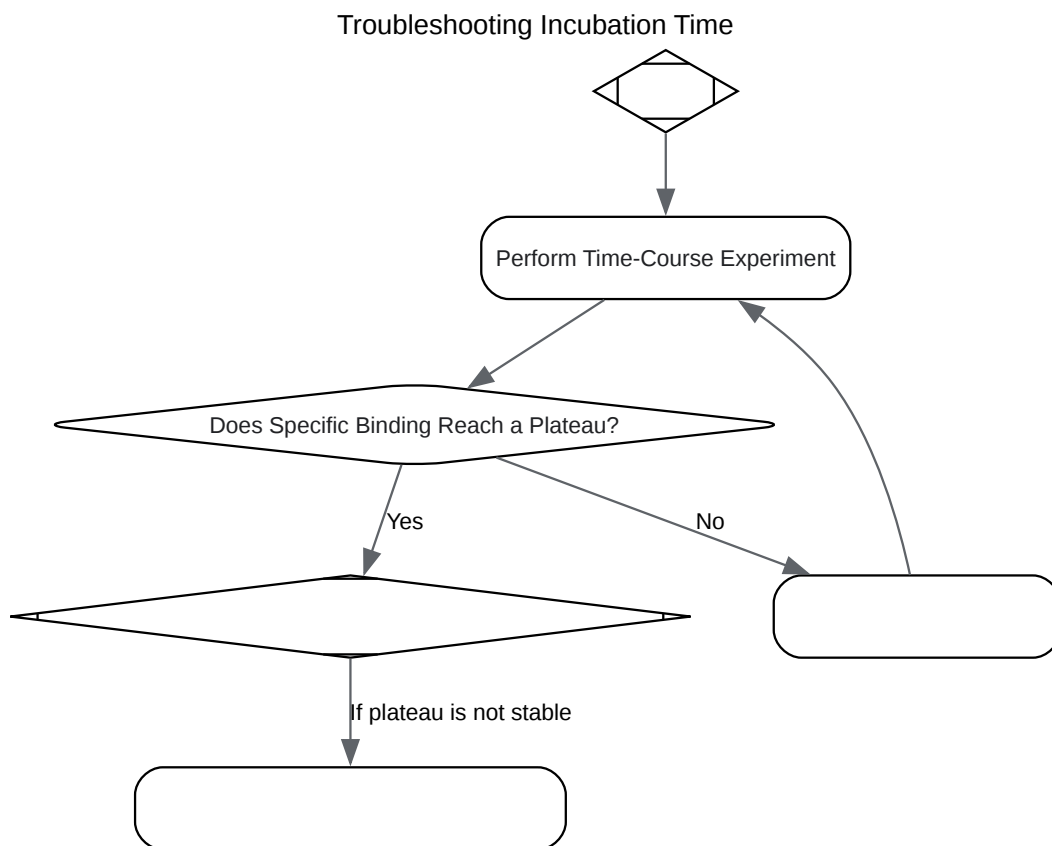 Troubleshooting Incubation Time
Perform Time-Course Experiment
Does Specific Binding Reach a Plateau?
Yes
No
If plateau is not stable